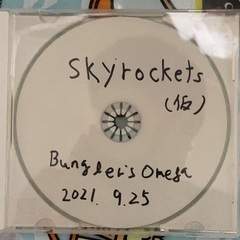 Skyrockets
(仮)
Bungler's Omega
2021. 9.25